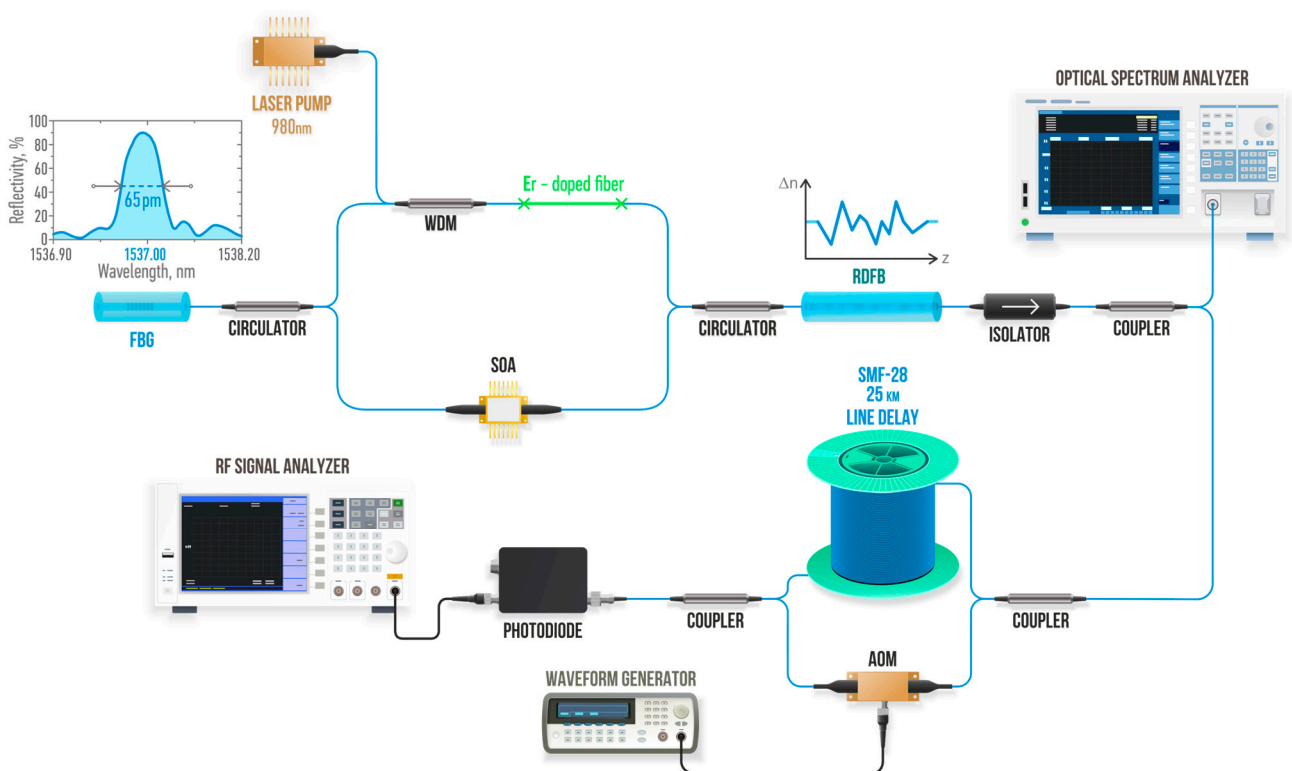 LASER PUMP
980nm
OPTICAL SPECTRUM ANALYZER
Reflectivity, %
100
80
60
40
20
0
65pm
1536.90
1537.00
1538.20
Wavelength, nm
WDM
Er - doped fiber
Δn
z
RDFB
FBG
CIRCULATOR
CIRCULATOR
ISOLATOR
COUPLER
SOA
SMF-28
25 KM
LINE DELAY
RF SIGNAL ANALYZER
PHOTODIODE
COUPLER
COUPLER
AOM
WAVEFORM GENERATOR